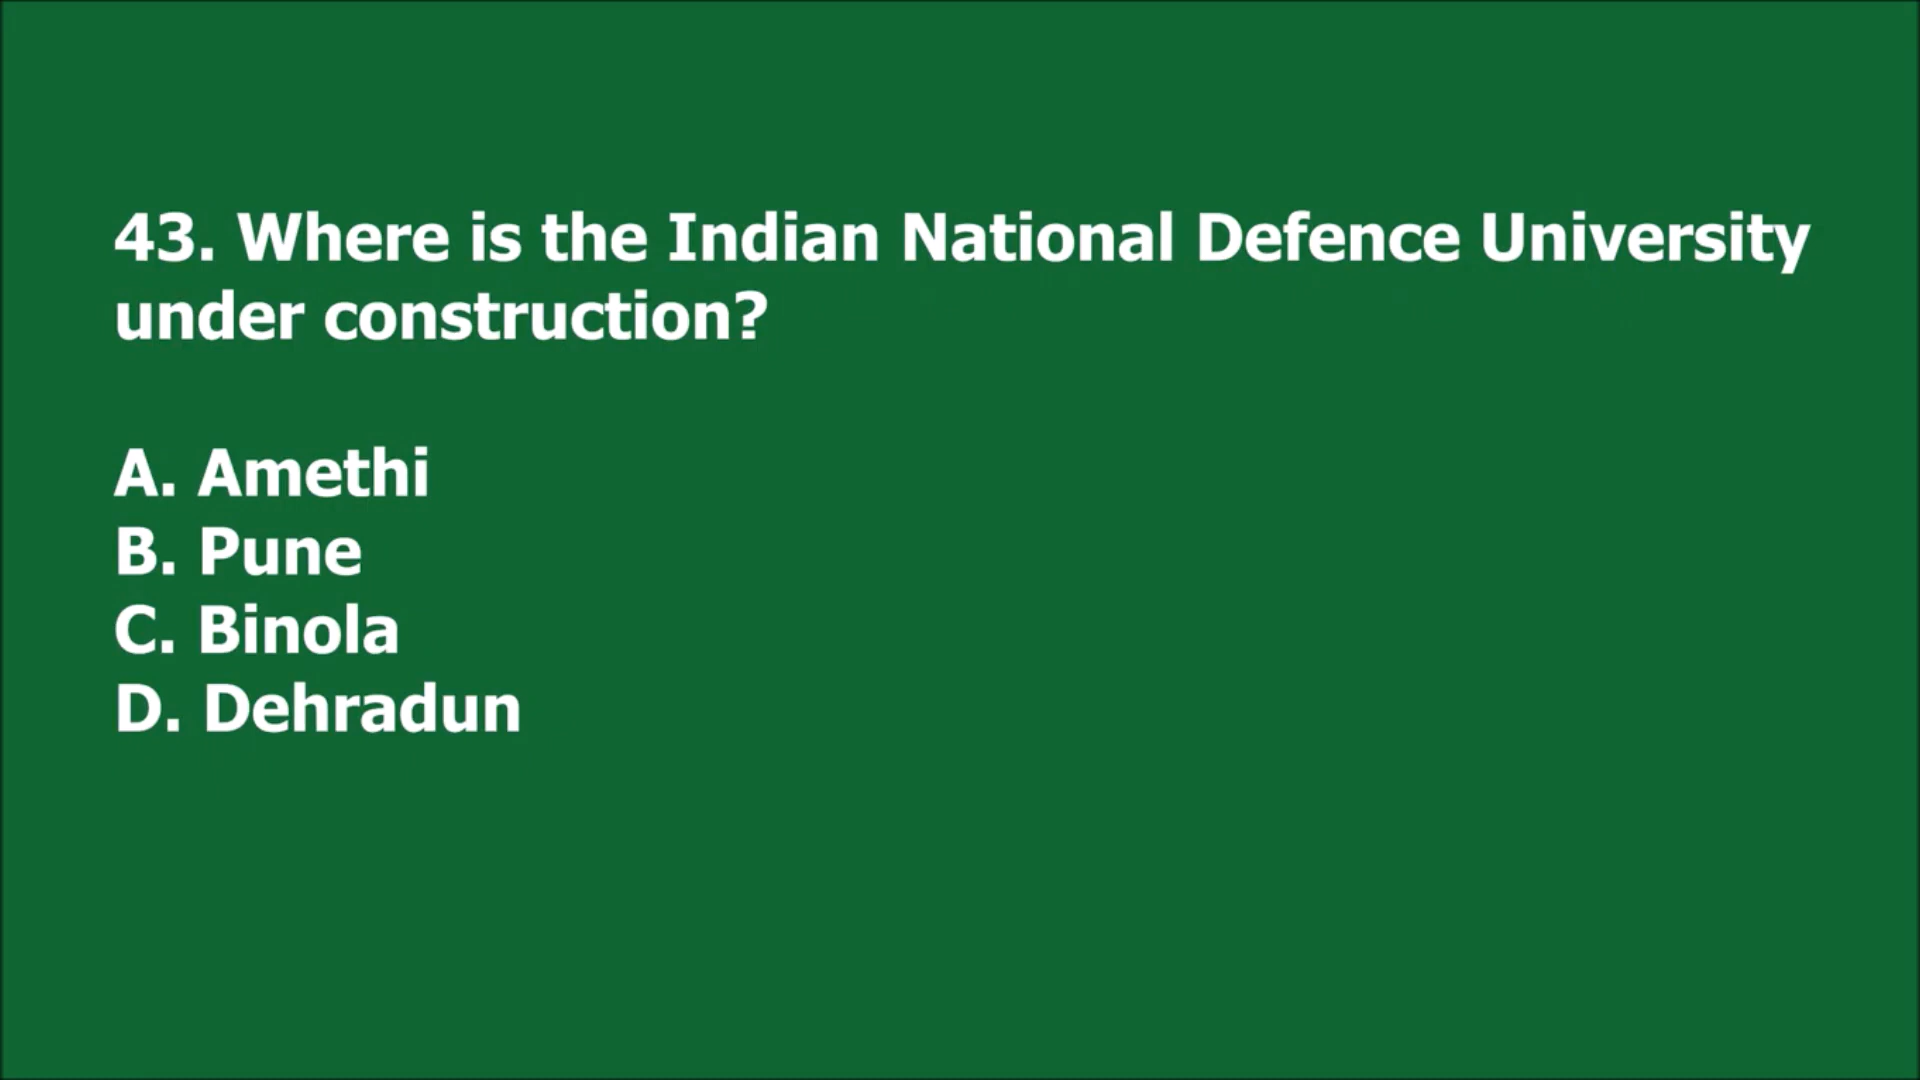 43. Where is the Indian National Defence University
under construction?
A. Amethi
B. Pune
C. Binola
D. Dehradun